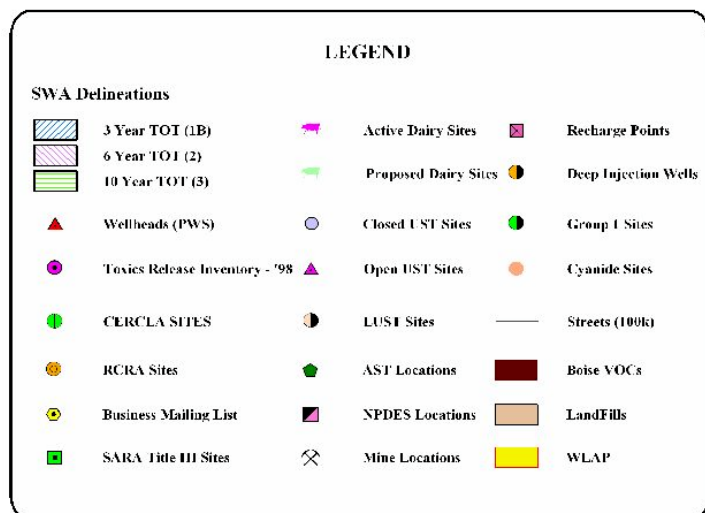 LEGEND
SWA Delineations
3 Year TOT (1B)
6 Year TOT (2)
10 Year TOT (3)
Wellheads (PWS)
Toxics Release Inventory - '98
CERCLA SITES
RCRA Sites
Business Mailing List
SARA Title III Sites
Active Dairy Sites
Proposed Dairy Sites
Closed UST Sites
Open UST Sites
LUST Sites
AST Locations
NPDES Locations
Mine Locations
Recharge Points
Deep Injection Wells
Group 1 Sites
Cyanide Sites
Streets (100k)
Boise VOCs
LandFills
WLAP